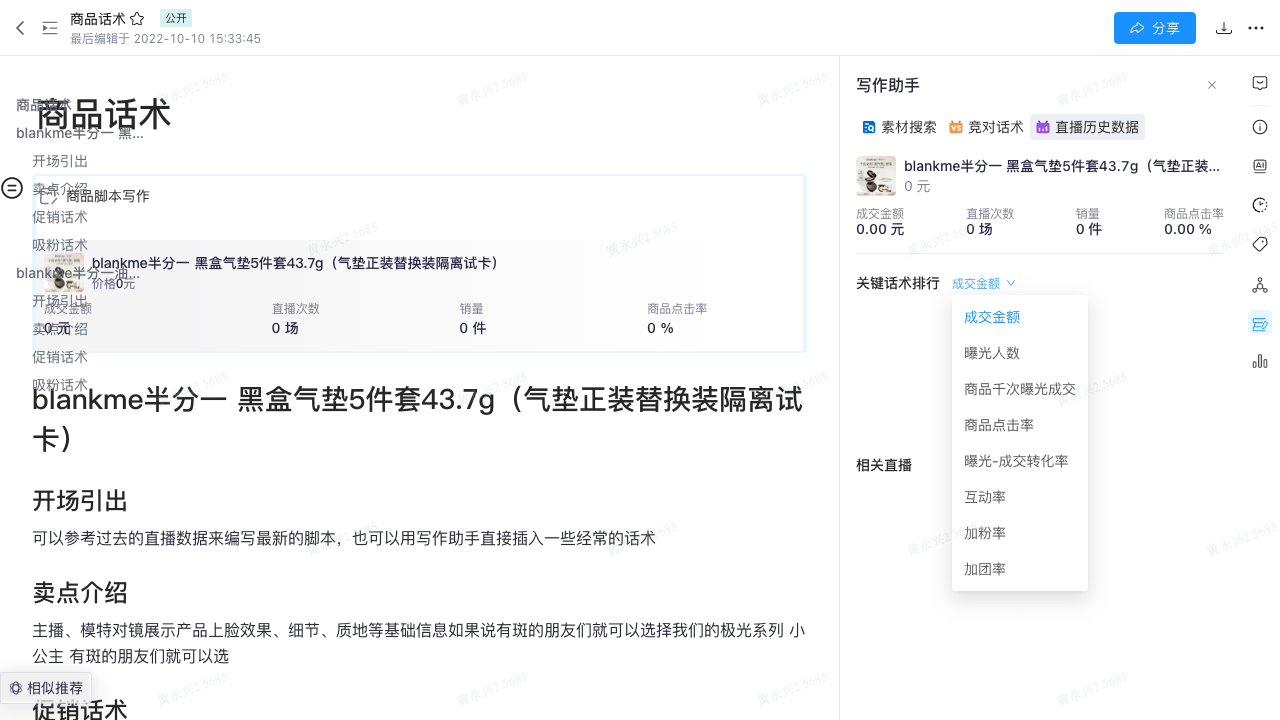 商品话术
公开
最后编辑于 2022-10-10 15:33:45
分享
商品话术
商品话术
blankme半分一 黑...
开场引出
卖点介绍
促销话术
吸粉话术
blankme半分一油...
开场引出
卖点介绍
促销话术
吸粉话术
商品脚本写作
blankme半分一 黑盒气垫5件套43.7g（气垫正装替换装隔离试卡）
价格0元
成交金额
直播次数
销量
商品点击率
0 元
0 场
0 件
0 %
blankme半分一 黑盒气垫5件套43.7g（气垫正装替换装隔离试
卡）
开场引出
可以参考过去的直播数据来编写最新的脚本，也可以用写作助手直接插入一些经常的话术
卖点介绍
主播、模特对镜展示产品上脸效果、细节、质地等基础信息如果说有斑的朋友们就可以选择我们的极光系列 小
公主 有斑的朋友们就可以选
促销话术
相似推荐
写作助手
素材搜索
竞对话术
直播历史数据
blankme半分一 黑盒气垫5件套43.7g（气垫正装...
0 元
成交金额
直播次数
销量
商品点击率
0.00 元
0 场
0 件
0.00 %
关键话术排行
成交金额
成交金额
曝光人数
商品千次曝光成交
商品点击率
曝光-成交转化率
互动率
加粉率
加团率
相关直播
黄永兴2 5685